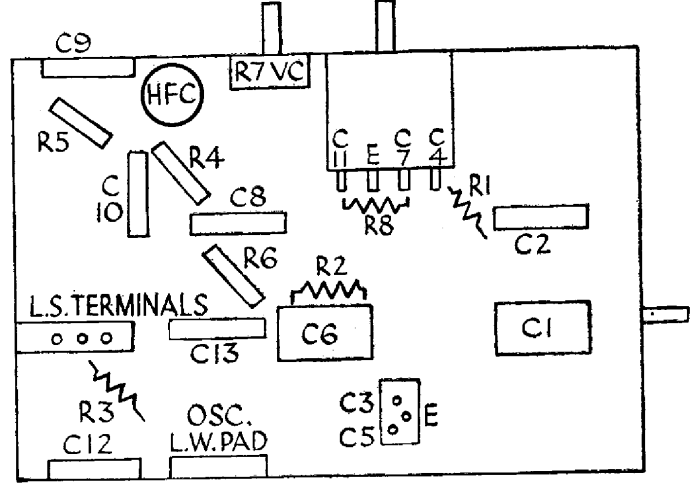 C9
R7 VC
HFC
R5
R4
C
10
C8
R6
C
11
E
C
7
C
4
R8
R1
C2
R2
L.S. TERMINALS
C13
C6
C1
R3
C12
OSC.
L.W. PAD
C3
C5
E